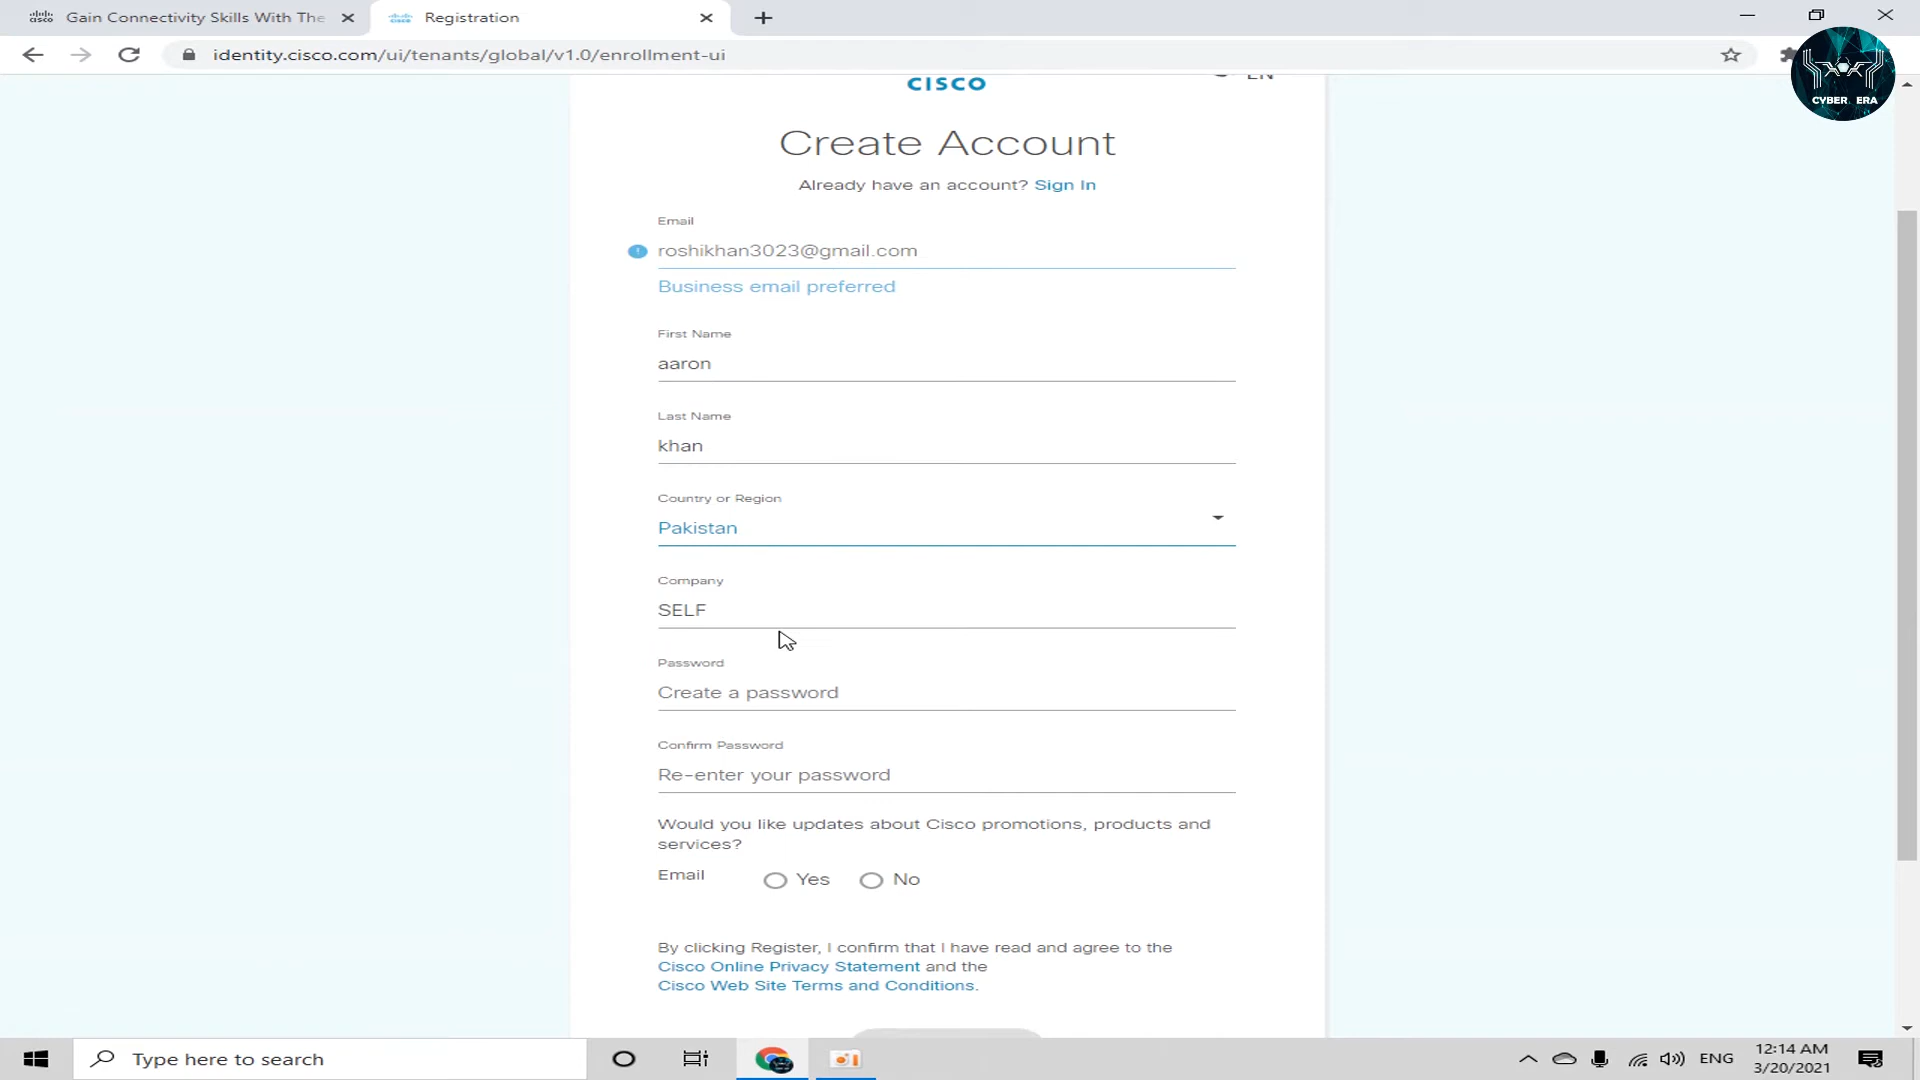 Gain Connectivity Skills With The
Registration
identity.cisco.com/ui/tenants/global/v1.0/enrollment-ui
CYBER ERA
CISCO
EN
Create Account
Already have an account? Sign In
Email
roshikhan3023@gmail.com
Business email preferred
First Name
aaron
Last Name
khan
Country or Region
Pakistan
Company
SELF
Password
Create a password
Confirm Password
Re-enter your password
Would you like updates about Cisco promotions, products and
services?
Email Yes No
By clicking Register, I confirm that I have read and agree to the
Cisco Online Privacy Statement and the
Cisco Web Site Terms and Conditions.
Type here to search
ENG
12:14 AM
3/20/2021